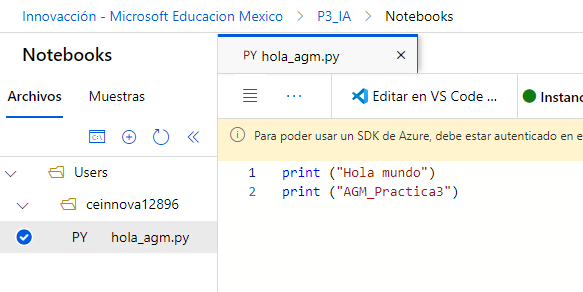 Innovacción - Microsoft Educacion Mexico > P3_IA > Notebooks
Notebooks
PY hola_agm.py ×
Archivos Muestras
... Editar en VS Code ... Instanc
Para poder usar un SDK de Azure, debe estar autenticado en e
1 print ("Hola mundo")
2 print ("AGM_Practica3")
Users
ceinnova12896
PY hola_agm.py